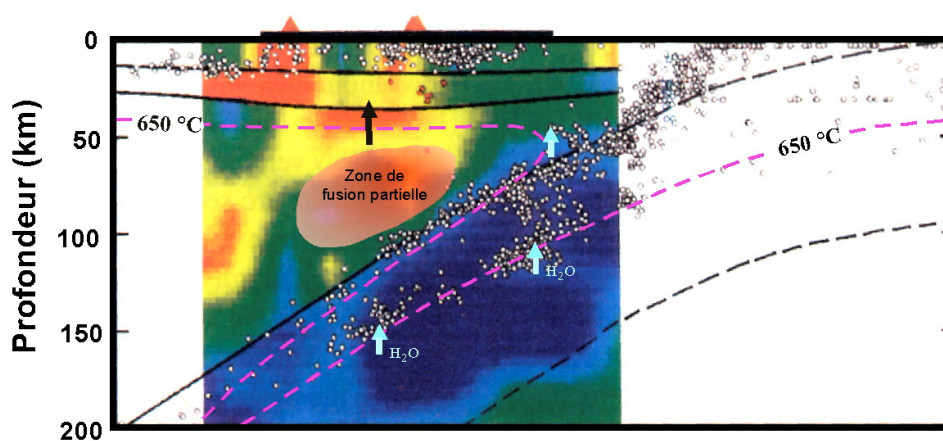 0
50
100
150
200
Profondeur (km)
650 °C
650 °C
Zone de
fusion partielle
H₂O
H₂O